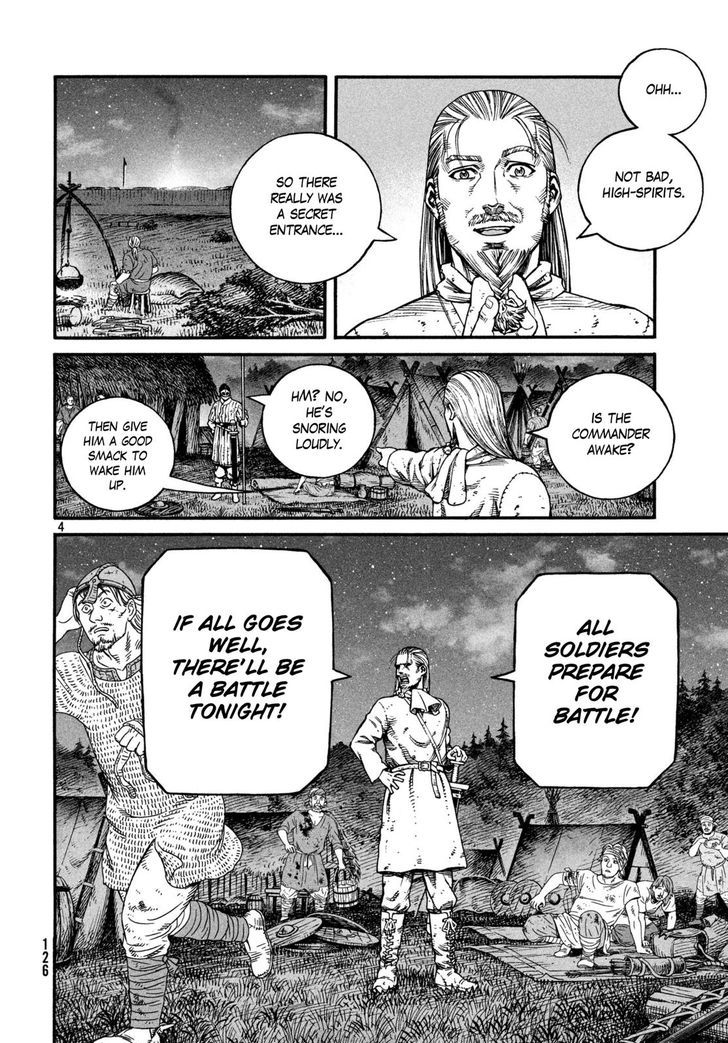 OHH...
NOT BAD,
HIGH-SPIRITS.
SO THERE
REALLY WAS
A SECRET
ENTRANCE...
IS THE
COMMANDER
AWAKE?
HM? NO,
HE'S
SNORING
LOUDLY.
THEN GIVE
HIM A GOOD
SMACK TO
WAKE HIM
UP.
4
ALL
SOLDIERS
PREPARE
FOR
BATTLE!
IF ALL GOES
WELL,
THERE'LL BE
A BATTLE
TONIGHT!
126